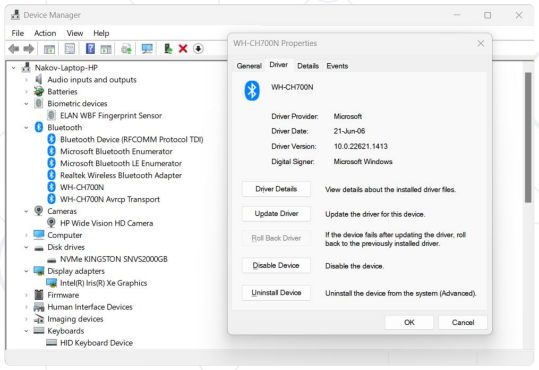 Device Manager
File Action View Help
Nakov-Laptop-HP
Audio inputs and outputs
Batteries
Biometric devices
ELAN WBF Fingerprint Sensor
Bluetooth
Bluetooth Device (RFCOMM Protocol TDI)
Microsoft Bluetooth Enumerator
Microsoft Bluetooth LE Enumerator
Realtek Wireless Bluetooth Adapter
WH-CH700N
WH-CH700N Avrcp Transport
Cameras
HP Wide Vision HD Camera
Computer
Disk drives
NVMe KINGSTON SNVS2000GB
Display adapters
Intel(R) Iris(R) Xe Graphics
Firmware
Human Interface Devices
Imaging devices
Keyboards
HID Keyboard Device
WH-CH700N Properties
General Driver Details Events
WH-CH700N
Driver Provider: Microsoft
Driver Date: 21-Jun-06
Driver Version: 10.0.22621.1413
Digital Signer: Microsoft Windows
Driver Details View details about the installed driver files.
Update Driver Update the driver for this device.
Roll Back Driver If the device fails after updating the driver, roll
back to the previously installed driver.
Disable Device Disable the device.
Uninstall Device Uninstall the device from the system (Advanced).
OK Cancel